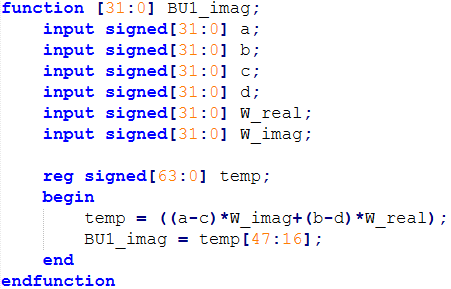 function [31:0] BU1_imag;
    input signed[31:0] a;
    input signed[31:0] b;
    input signed[31:0] c;
    input signed[31:0] d;
    input signed[31:0] W_real;
    input signed[31:0] W_imag;

    reg signed[63:0] temp;
    begin
        temp = ((a-c)*W_imag+(b-d)*W_real);
        BU1_imag = temp[47:16];
    end
endfunction